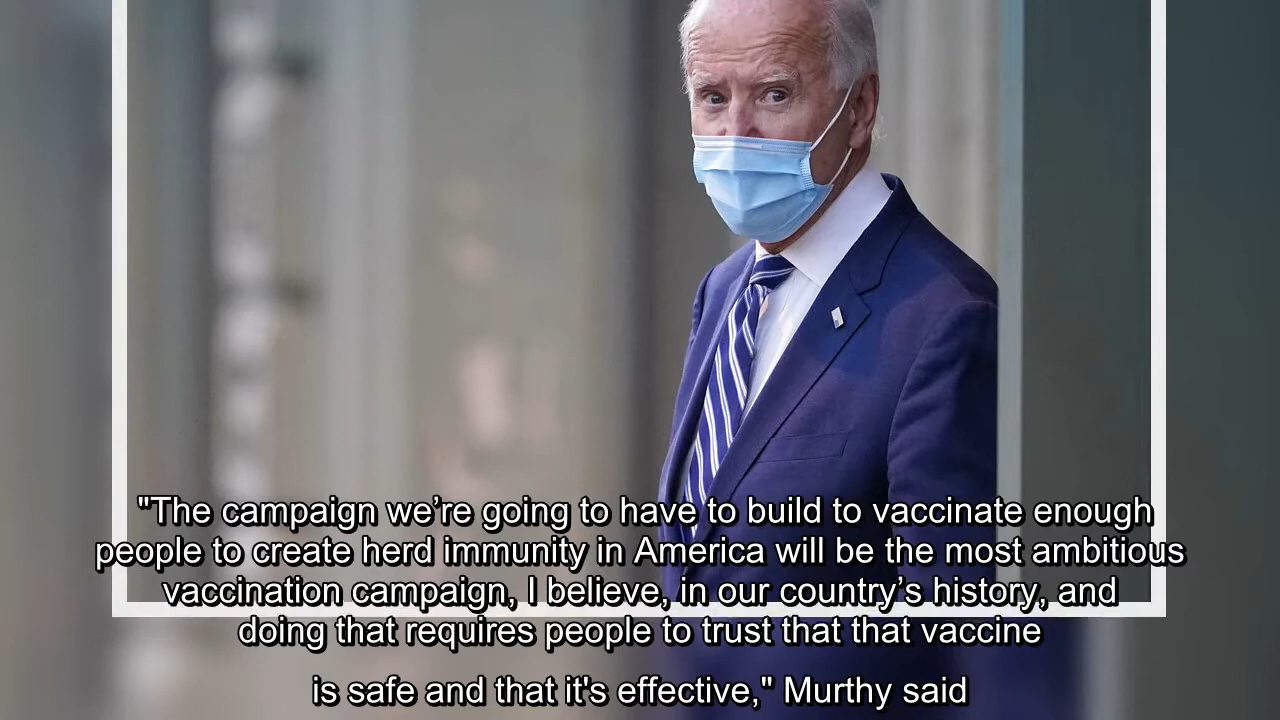 "The campaign we’re going to have to build to vaccinate enough
people to create herd immunity in America will be the most ambitious
vaccination campaign, I believe, in our country’s history, and
doing that requires people to trust that that vaccine
is safe and that it's effective," Murthy said